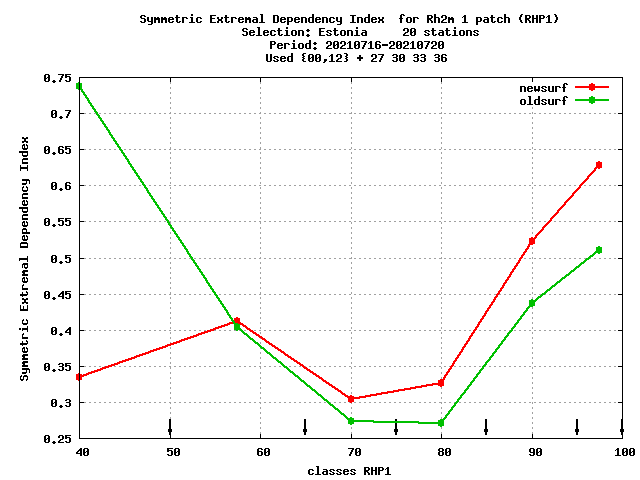 Symmetric Extremal Dependency Index  for Rh2m 1 patch (RHP1)
Selection: Estonia     20 stations
Period: 20210716-20210720
Used {00,12} + 27 30 33 36
newsurf
oldsurf
Symmetric Extremal Dependency Index
0.75
0.7
0.65
0.6
0.55
0.5
0.45
0.4
0.35
0.3
0.25
40 50 60 70 80 90 100
classes RHP1